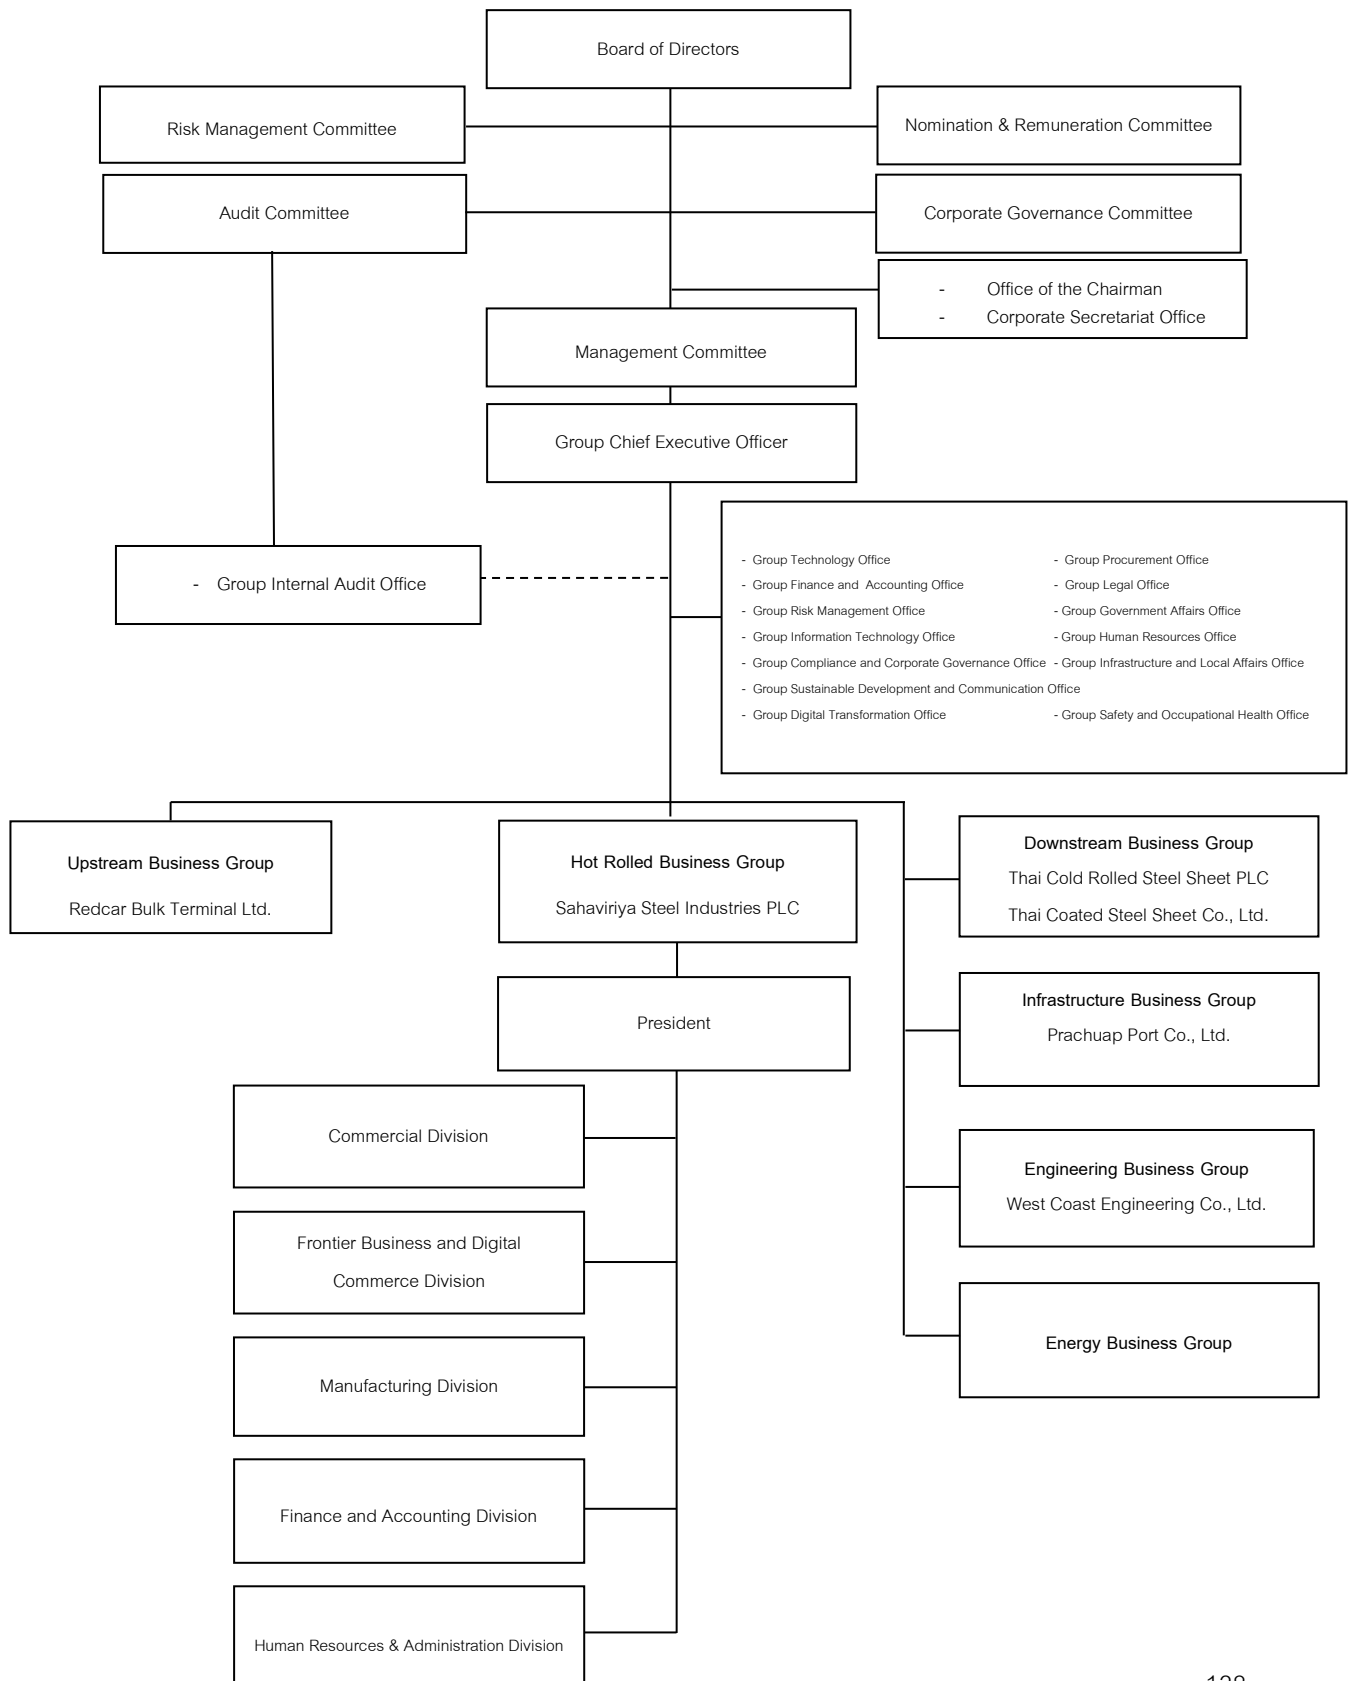 Board of Directors
Risk Management Committee
Nomination & Remuneration Committee
Audit Committee
Corporate Governance Committee
- Office of the Chairman
- Corporate Secretariat Office
Management Committee
Group Chief Executive Officer
- Group Internal Audit Office
- Group Technology Office - Group Procurement Office
- Group Finance and Accounting Office - Group Legal Office
- Group Risk Management Office - Group Government Affairs Office
- Group Information Technology Office - Group Human Resources Office
- Group Compliance and Corporate Governance Office - Group Infrastructure and Local Affairs Office
- Group Sustainable Development and Communication Office
- Group Digital Transformation Office - Group Safety and Occupational Health Office
Upstream Business Group
Redcar Bulk Terminal Ltd.
Hot Rolled Business Group
Sahaviriya Steel Industries PLC
Downstream Business Group
Thai Cold Rolled Steel Sheet PLC
Thai Coated Steel Sheet Co., Ltd.
Infrastructure Business Group
Prachuap Port Co., Ltd.
Engineering Business Group
West Coast Engineering Co., Ltd.
Energy Business Group
President
Commercial Division
Frontier Business and Digital
Commerce Division
Manufacturing Division
Finance and Accounting Division
Human Resources & Administration Division